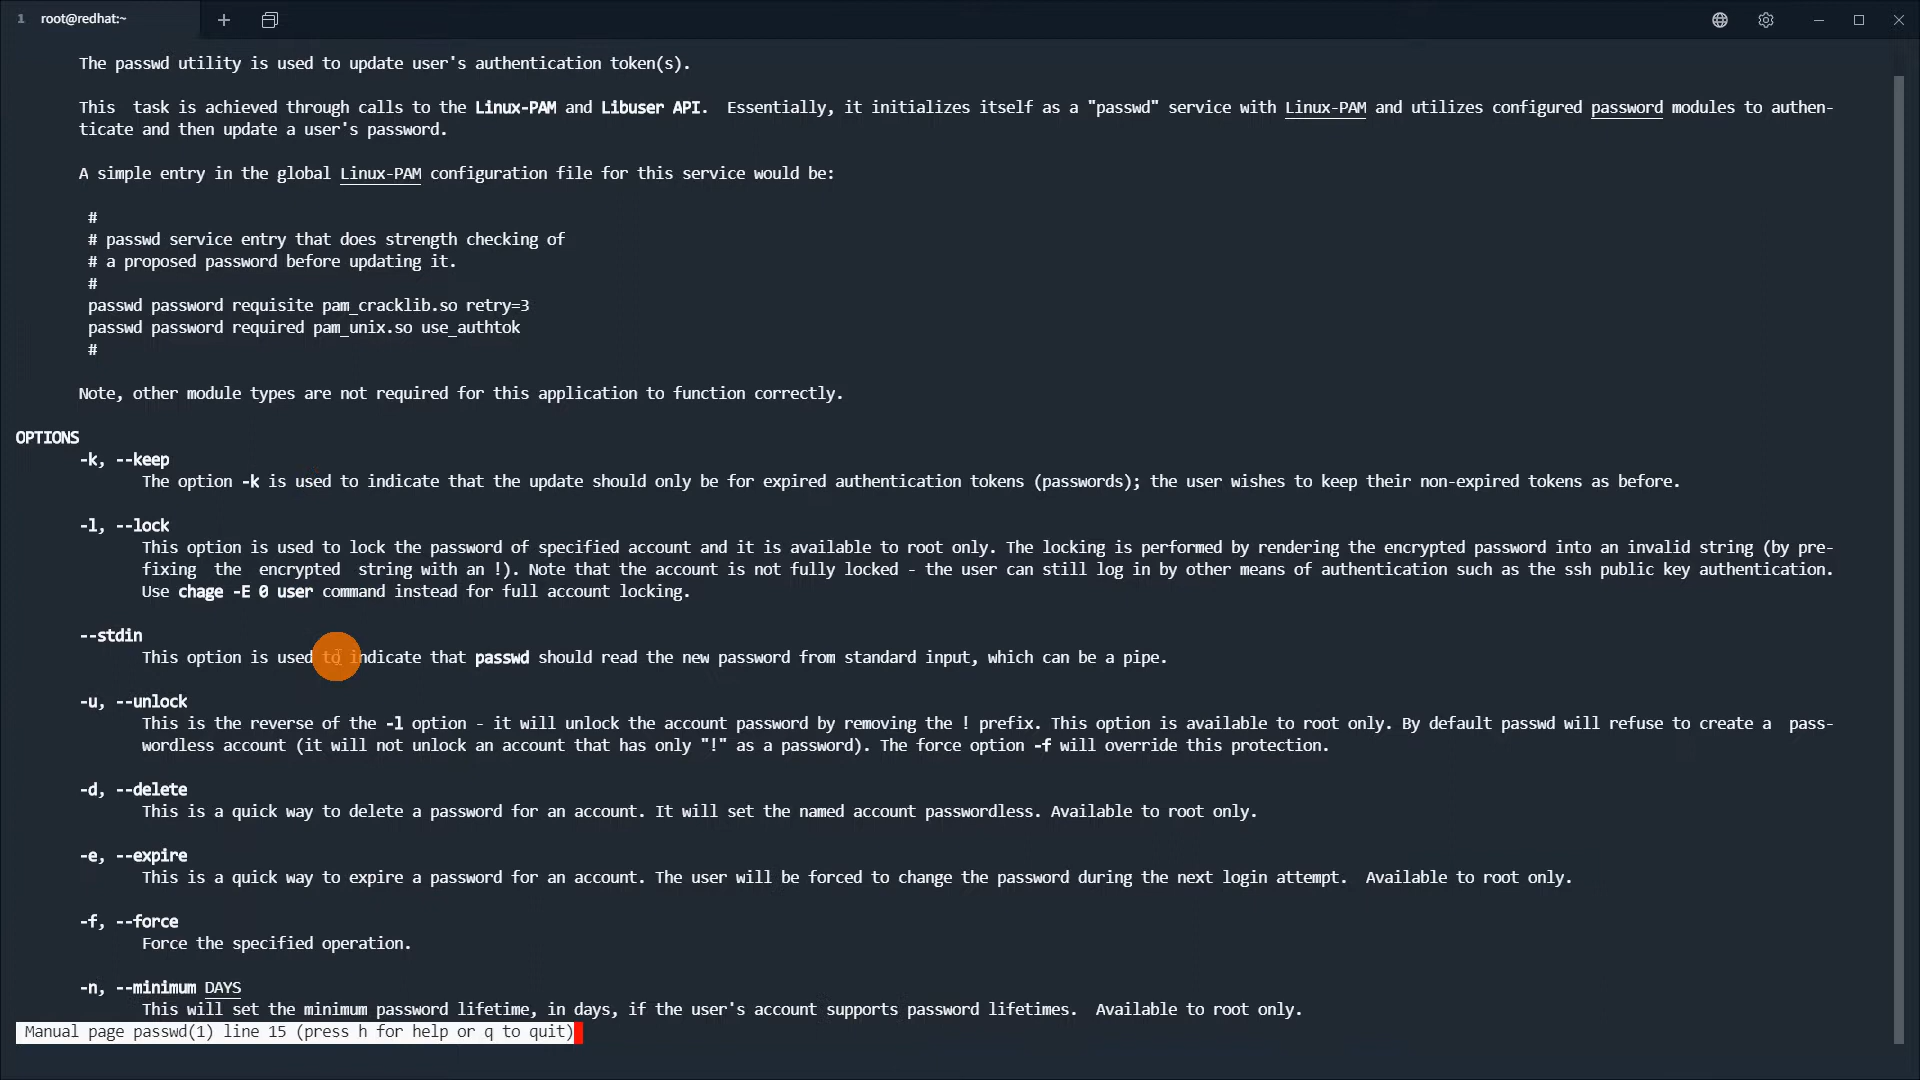 1 root@redhat:~
The passwd utility is used to update user's authentication token(s).
This  task is achieved through calls to the Linux-PAM and Libuser API.  Essentially, it initializes itself as a "passwd" service with Linux-PAM and utilizes configured password modules to authen-
ticate and then update a user's password.
A simple entry in the global Linux-PAM configuration file for this service would be:
#
# passwd service entry that does strength checking of
# a proposed password before updating it.
#
passwd password requisite pam_cracklib.so retry=3
passwd password required pam_unix.so use_authtok
#
Note, other module types are not required for this application to function correctly.
OPTIONS
-k, --keep
The option -k is used to indicate that the update should only be for expired authentication tokens (passwords); the user wishes to keep their non-expired tokens as before.
-l, --lock
This option is used to lock the password of specified account and it is available to root only. The locking is performed by rendering the encrypted password into an invalid string (by pre-
fixing  the  encrypted  string with an !). Note that the account is not fully locked - the user can still log in by other means of authentication such as the ssh public key authentication.
Use chage -E 0 user command instead for full account locking.
--stdin
This option is used to indicate that passwd should read the new password from standard input, which can be a pipe.
-u, --unlock
This is the reverse of the -l option - it will unlock the account password by removing the ! prefix. This option is available to root only. By default passwd will refuse to create a  pass-
wordless account (it will not unlock an account that has only "!" as a password). The force option -f will override this protection.
-d, --delete
This is a quick way to delete a password for an account. It will set the named account passwordless. Available to root only.
-e, --expire
This is a quick way to expire a password for an account. The user will be forced to change the password during the next login attempt.  Available to root only.
-f, --force
Force the specified operation.
-n, --minimum DAYS
This will set the minimum password lifetime, in days, if the user's account supports password lifetimes.  Available to root only.
Manual page passwd(1) line 15 (press h for help or q to quit)